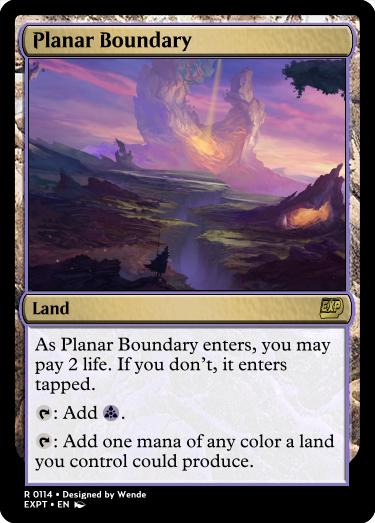 Planar Boundary
Land
EXP
As Planar Boundary enters, you may
pay 2 life. If you don't, it enters
tapped.
: Add .
: Add one mana of any color a land
you control could produce.
R 0114 • Designed by Wende
EXPT • EN